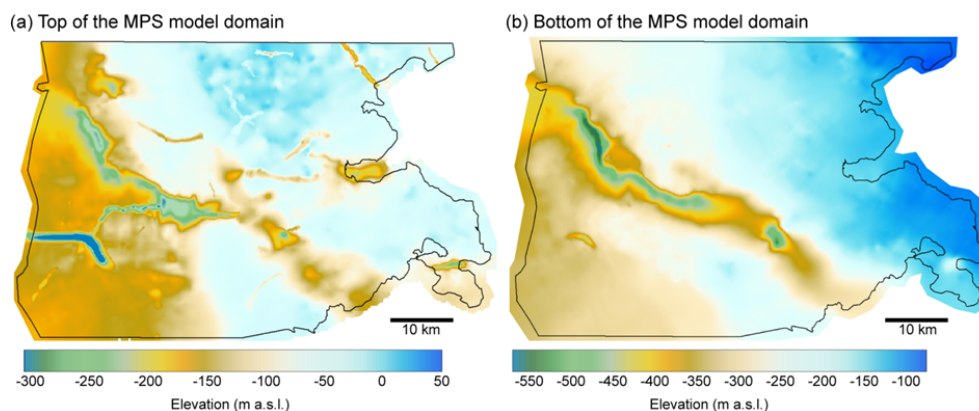 (a) Top of the MPS model domain
(b) Bottom of the MPS model domain
10 km
10 km
-300 -250 -200 -150 -100 -50 0 50
-550 -500 -450 -400 -350 -300 -250 -200 -150 -100
Elevation (m a.s.l.)
Elevation (m a.s.l.)